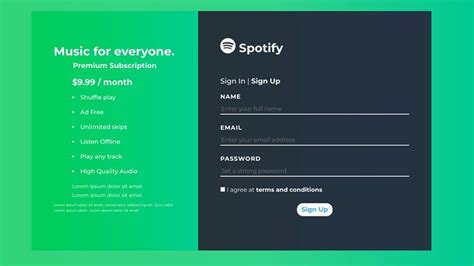 Music for everyone.
Premium Subscription
$9.99 / month
Shuffle play
Ad Free
Unlimited skips
Listen Offline
Play any track
High Quality Audio
Lorem ipsum dolor sit amet.
Lorem ipsum dolor sit amet.
Lorem ipsum dolor sit amet, consectetur adipisicing elit.
Lorem ipsum dolor sit amet.
Spotify
Sign In | Sign Up
NAME
Enter your full name
EMAIL
Enter your email address
PASSWORD
Set a strong password
I agree at terms and conditions
Sign Up